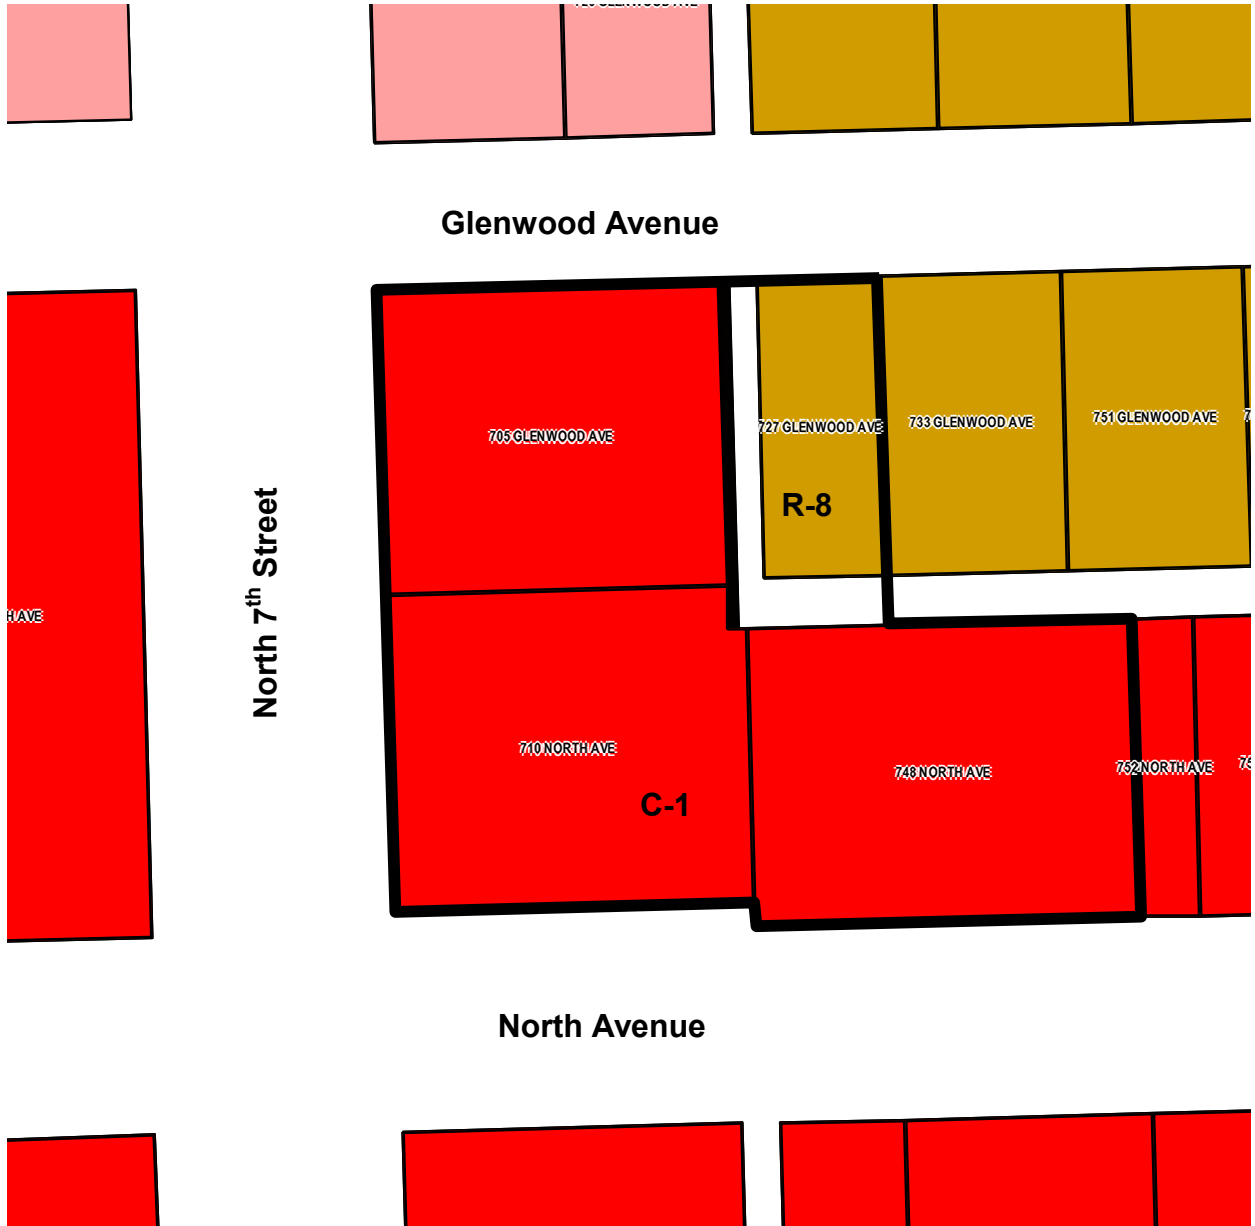 Glenwood Avenue
705 GLENWOOD AVE
727 GLENWOOD AVE
733 GLENWOOD AVE
751 GLENWOOD AVE
R-8
North 7th Street
710 NORTH AVE
748 NORTH AVE
752 NORTH AVE
C-1
North Avenue